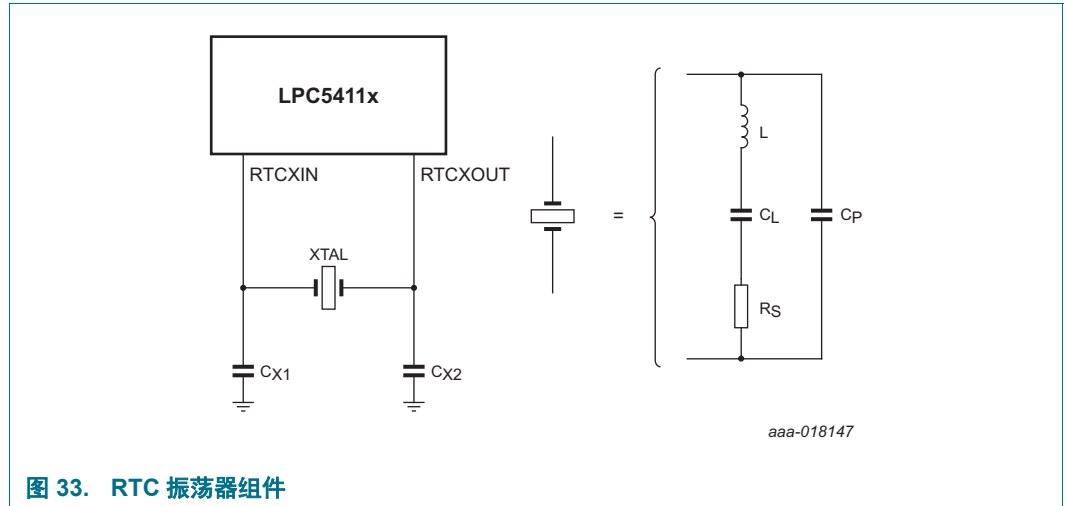 LPC5411x
RTCXIN
RTCXOUT
XTAL
CX1
CX2
=
L
CL
CP
RS
aaa-018147
图 33. RTC 振荡器组件